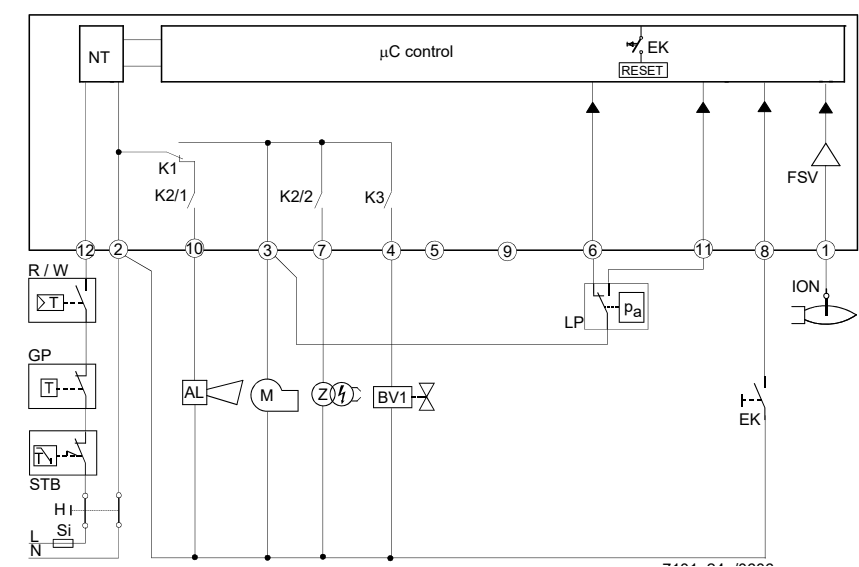 NT
μC control
EK
RESET
FSV
K1
K2/1
K2/2
K3
12
2
10
3
7
4
5
9
6
11
8
1
R / W
T
GP
T
STB
H
L
Si
N
AL
M
Z
BV1
LP
pa
ION
EK